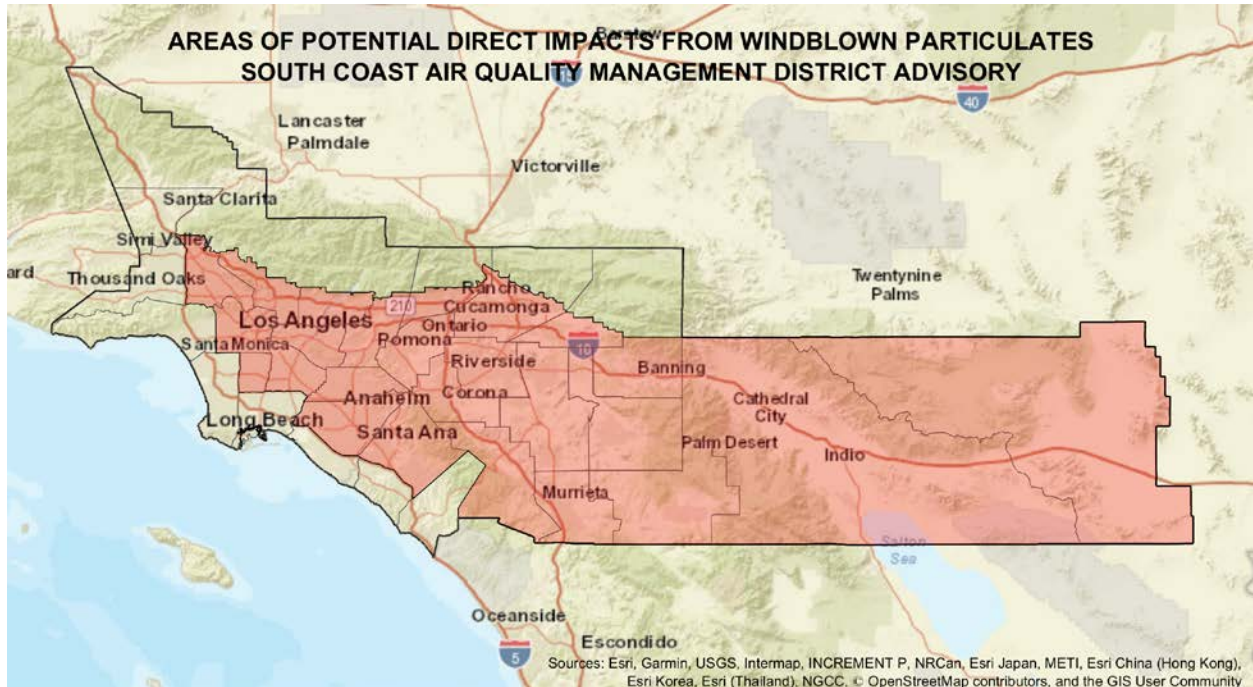 AREAS OF POTENTIAL DIRECT IMPACTS FROM WINDBLOWN PARTICULATES
SOUTH COAST AIR QUALITY MANAGEMENT DISTRICT ADVISORY
Barstow
15
40
Lancaster
Palmdale
Victorville
Santa Clarita
Simi Valley
ard
Thousand Oaks
Twentynine
Palms
Rancho
Cucamonga
210
Los Angeles
Ontario
Pomona
Santa Monica
10
Riverside
Banning
Anaheim
Corona
Cathedral
City
Long Beach
Santa Ana
Palm Desert
Indio
Murrieta
Salton
Sea
Oceanside
Escondido
5
Sources: Esri, Garmin, USGS, Intermap, INCREMENT P, NRCan, Esri Japan, METI, Esri China (Hong Kong),
Esri Korea, Esri (Thailand), NGCC, © OpenStreetMap contributors, and the GIS User Community